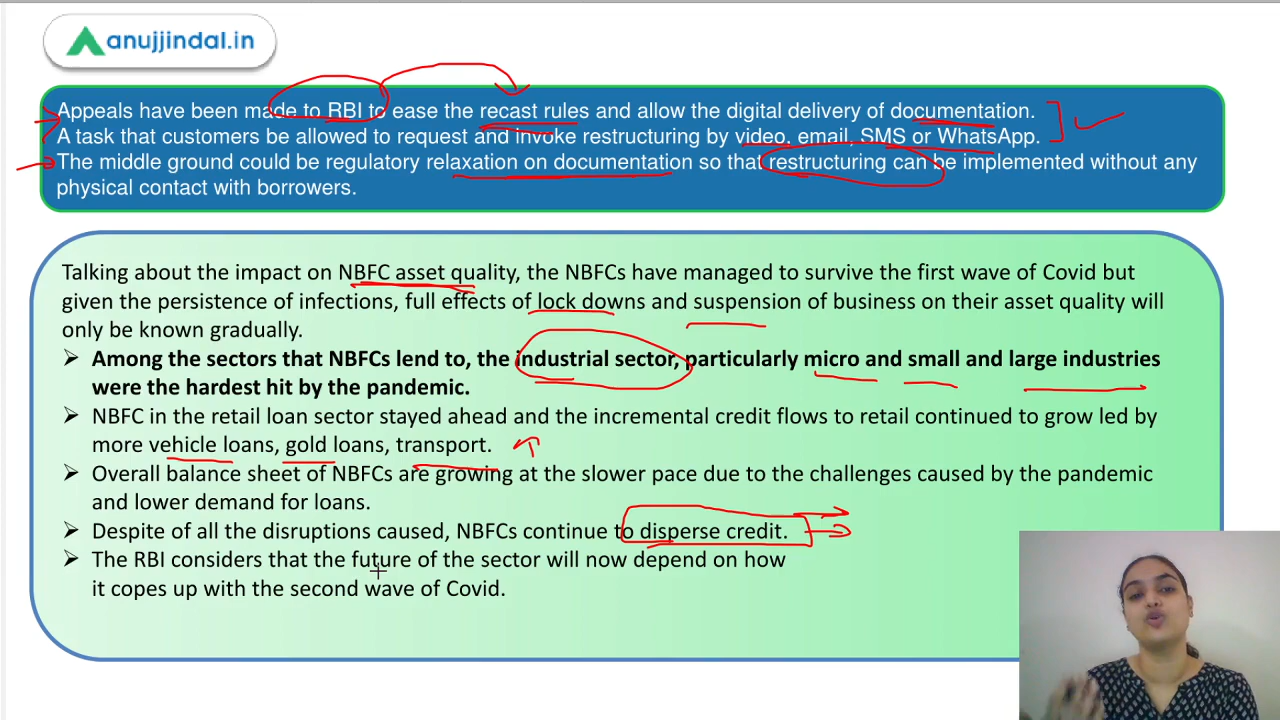 anujjindal.in
Appeals have been made to RBI to ease the recast rules and allow the digital delivery of documentation.
A task that customers be allowed to request and invoke restructuring by video, email, SMS or WhatsApp.
The middle ground could be regulatory relaxation on documentation so that restructuring can be implemented without any
physical contact with borrowers.
Talking about the impact on NBFC asset quality, the NBFCs have managed to survive the first wave of Covid but
given the persistence of infections, full effects of lock downs and suspension of business on their asset quality will
only be known gradually.
➢ Among the sectors that NBFCs lend to, the industrial sector, particularly micro and small and large industries
were the hardest hit by the pandemic.
➢ NBFC in the retail loan sector stayed ahead and the incremental credit flows to retail continued to grow led by
more vehicle loans, gold loans, transport.
➢ Overall balance sheet of NBFCs are growing at the slower pace due to the challenges caused by the pandemic
and lower demand for loans.
➢ Despite of all the disruptions caused, NBFCs continue to disperse credit.
➢ The RBI considers that the future of the sector will now depend on how
it copes up with the second wave of Covid.